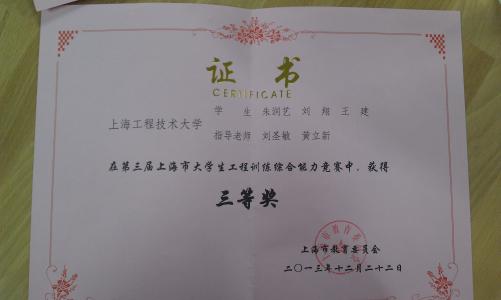 证书
CERTIFICATE
学 生 朱润艺 刘 翔 王 建
上海工程技术大学
指导老师 刘圣敏 黄立新
在第三届上海市大学生工程训练综合能力竞赛中，获得
三等奖
上海市教育委员会
二〇一三年十二月二十二日